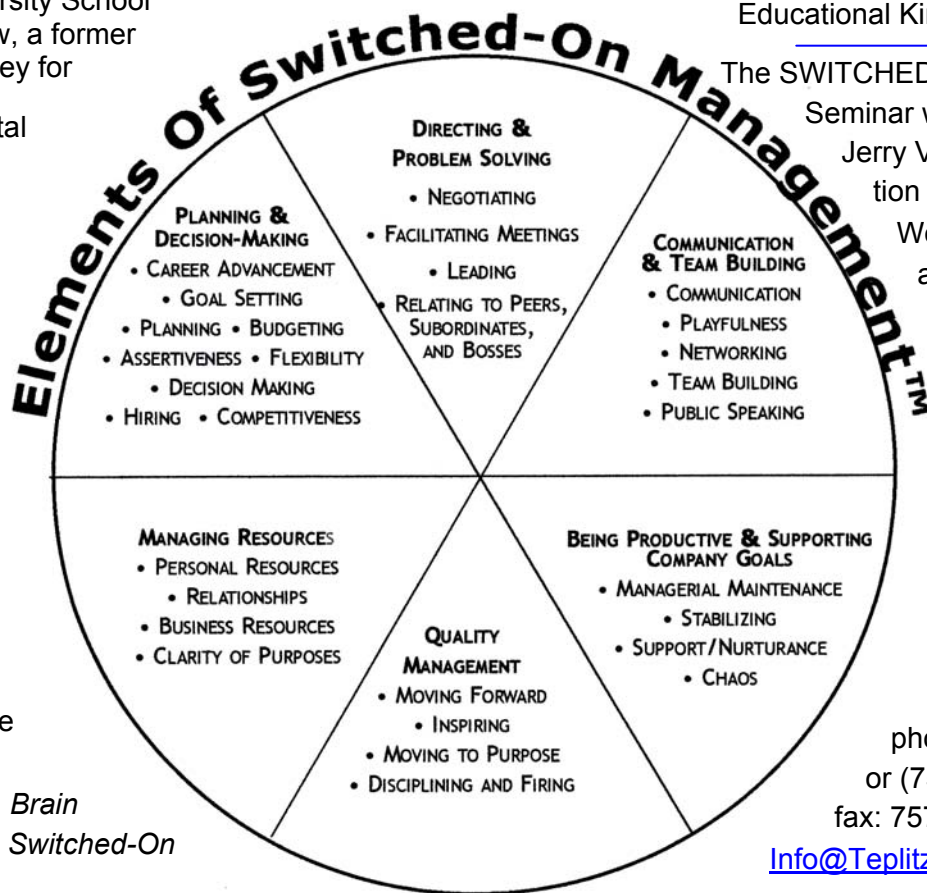 rsity School
w, a former
ey for
tal
Educational Ki
The SWITCHED
Seminar w
Jerry V
tion
We
a
Elements Of Switched-On Management™
DIRECTING &
PROBLEM SOLVING
• NEGOTIATING
• FACILITATING MEETINGS
• LEADING
• RELATING TO PEERS,
SUBORDINATES,
AND BOSSES
PLANNING &
DECISION-MAKING
• CAREER ADVANCEMENT
• GOAL SETTING
• PLANNING • BUDGETING
• ASSERTIVENESS • FLEXIBILITY
• DECISION MAKING
• HIRING • COMPETITIVENESS
COMMUNICATION
& TEAM BUILDING
• COMMUNICATION
• PLAYFULNESS
• NETWORKING
• TEAM BUILDING
• PUBLIC SPEAKING
MANAGING RESOURCES
• PERSONAL RESOURCES
• RELATIONSHIPS
• BUSINESS RESOURCES
• CLARITY OF PURPOSES
QUALITY
MANAGEMENT
• MOVING FORWARD
• INSPIRING
• MOVING TO PURPOSE
• DISCIPLINING AND FIRING
BEING PRODUCTIVE & SUPPORTING
COMPANY GOALS
• MANAGERIAL MAINTENANCE
• STABILIZING
• SUPPORT/NURTURANCE
• CHAOS
e
Brain
Switched-On
pho
or (7
fax: 757
Info@Teplitz